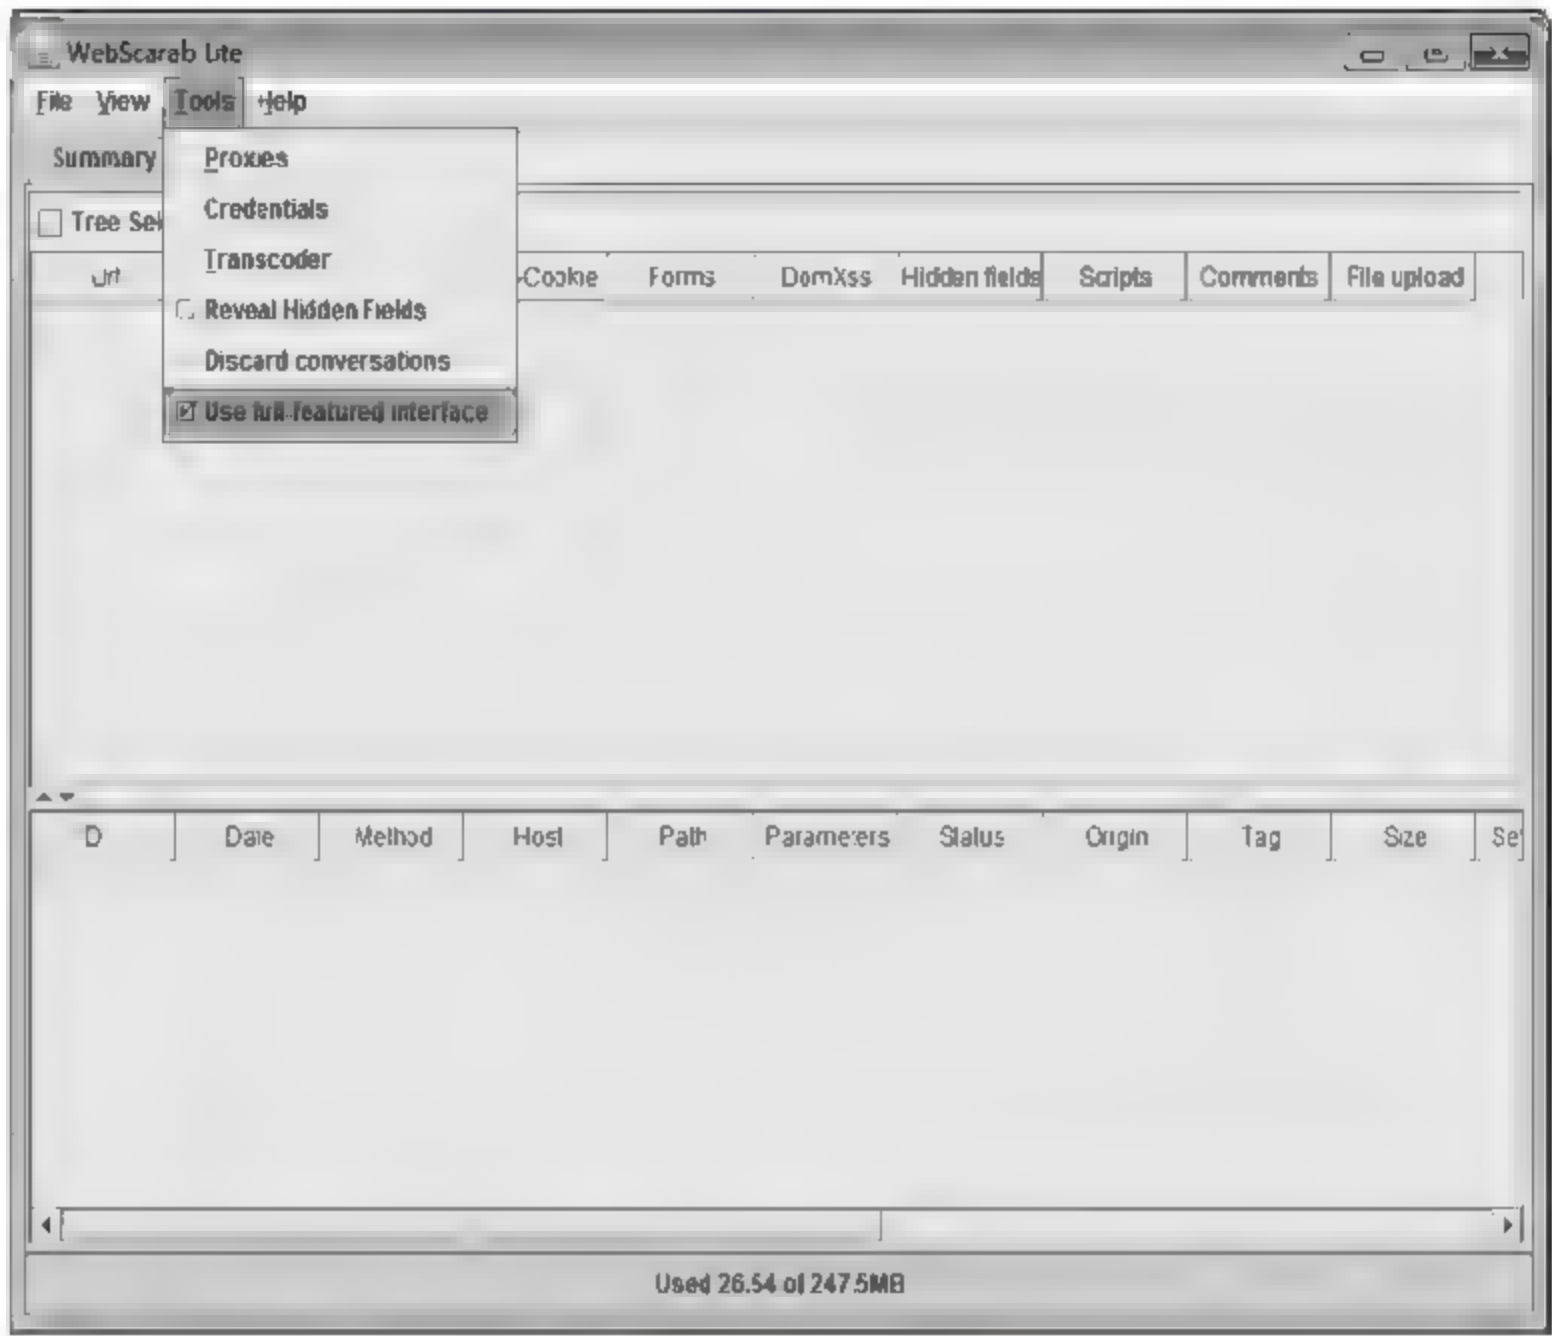 WebScarab Lite
File View Tools Help
Summary
Proxies
Credentials
Tree Sel
Transcoder
Url
-Cookie Forms DomXss Hidden fields Scripts Comments File upload
Reveal Hidden Fields
Discard conversations
Use full-featured interface
ID Date Method Host Path Parameters Status Origin Tag Size Se
Used 26.54 of 247.5MB